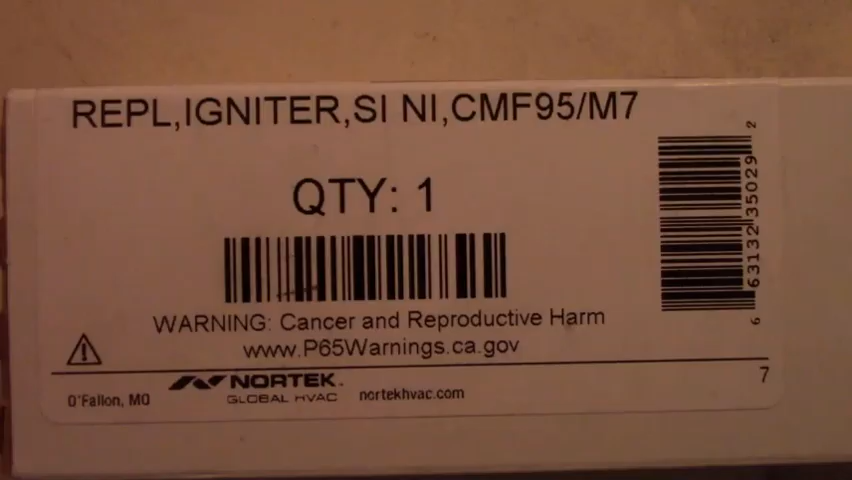 REPL,IGNITER,SI NI,CMF95/M7
QTY: 1
WARNING: Cancer and Reproductive Harm
www.P65Warnings.ca.gov
O'Fallon, MO
NORTEK
GLOBAL HVAC
nortekhvac.com
7
6 63132 35029 2